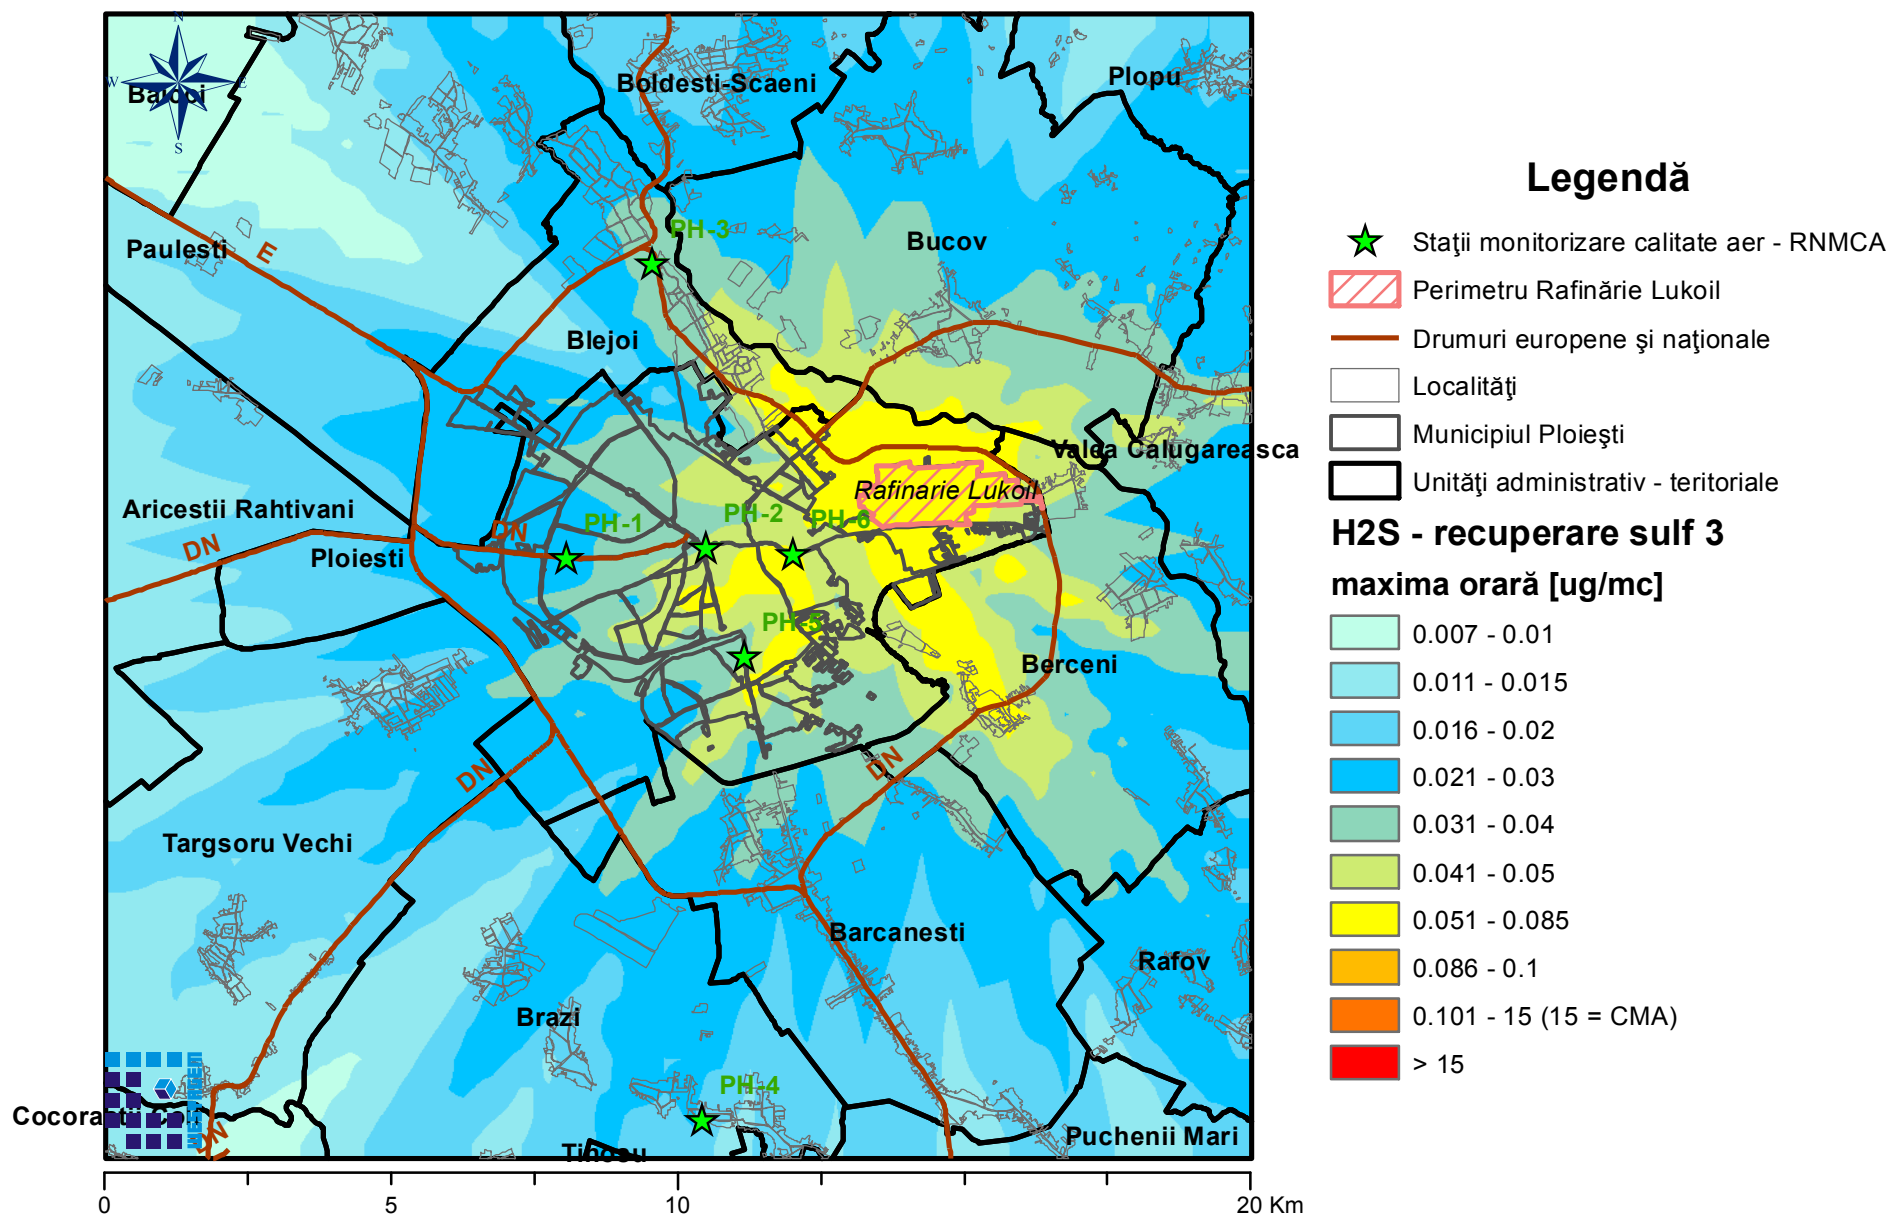 N
W
E
S
Baicoi
Boldesti-Scaeni
Plopu
Paulesti
E
PH-3
Bucov
Blejoi
Valea Calugareasca
Rafinarie Lukoil
Aricestii Rahtivani
DN
Ploiesti
DN
PH-1
PH-2
PH-6
PH-5
Berceni
DN
DN
Targsoru Vechi
Barcanesti
Rafov
Brazi
PH-4
DN
Puchenii Mari
Tinosu
0
5
10
20 Km
Legendă
Staţii monitorizare calitate aer - RNMCA
Perimetru Rafinărie Lukoil
Drumuri europene şi naţionale
Localităţi
Municipiul Ploieşti
Unităţi administrativ - teritoriale
H2S - recuperare sulf 3
maxima orară [ug/mc]
0.007 - 0.01
0.011 - 0.015
0.016 - 0.02
0.021 - 0.03
0.031 - 0.04
0.041 - 0.05
0.051 - 0.085
0.086 - 0.1
0.101 - 15 (15 = CMA)
> 15